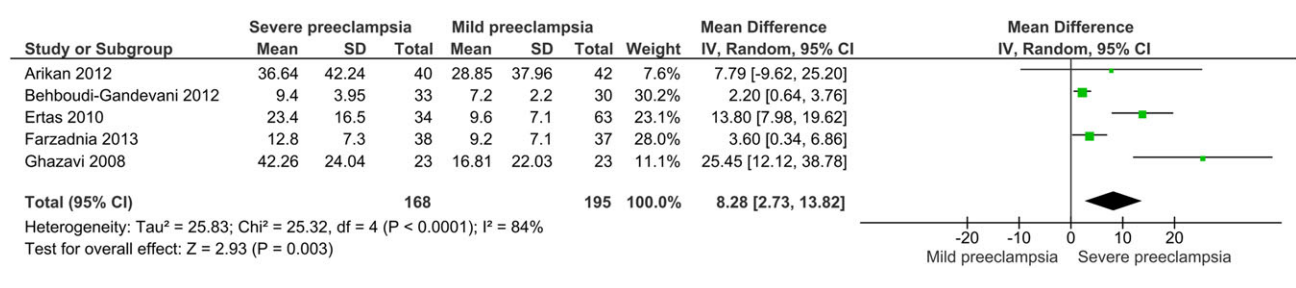 Severe preeclampsia Mild preeclampsia Mean Difference Mean Difference
Study or Subgroup Mean SD Total Mean SD Total Weight IV, Random, 95% CI IV, Random, 95% CI
Arikan 2012 36.64 42.24 40 28.85 37.96 42 7.6% 7.79 [-9.62, 25.20]
Behboudi-Gandevani 2012 9.4 3.95 33 7.2 2.2 30 30.2% 2.20 [0.64, 3.76]
Ertas 2010 23.4 16.5 34 9.6 7.1 63 23.1% 13.80 [7.98, 19.62]
Farzadnia 2013 12.8 7.3 38 9.2 7.1 37 28.0% 3.60 [0.34, 6.86]
Ghazavi 2008 42.26 24.04 23 16.81 22.03 23 11.1% 25.45 [12.12, 38.78]
Total (95% CI) 168 195 100.0% 8.28 [2.73, 13.82]
Heterogeneity: Tau² = 25.83; Chi² = 25.32, df = 4 (P < 0.0001); I² = 84%
Test for overall effect: Z = 2.93 (P = 0.003)
-20 -10 0 10 20
Mild preeclampsia Severe preeclampsia